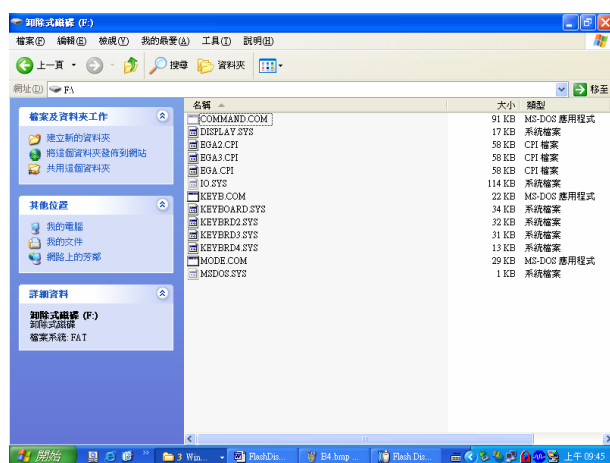 卸除式磁碟 (F:)
檔案(F) 編輯(E) 檢視(V) 我的最愛(A) 工具(T) 說明(H)
上一頁 搜尋 資料夾
網址(D) F:\ 移至
檔案及資料夾工作
建立新的資料夾
將這個資料夾發佈到網站
共用這個資料夾
其他位置
我的電腦
我的文件
網路上的芳鄰
詳細資料
卸除式磁碟 (F:)
卸除式磁碟
檔案系統: FAT
名稱 大小 類型
COMMAND.COM 91 KB MS-DOS 應用程式
DISPLAY.SYS 17 KB 系統檔案
EGA2.CPI 58 KB CPI 檔案
EGA3.CPI 58 KB CPI 檔案
EGA.CPI 58 KB CPI 檔案
IO.SYS 114 KB 系統檔案
KEYB.COM 22 KB MS-DOS 應用程式
KEYBOARD.SYS 34 KB 系統檔案
KEYBRD2.SYS 32 KB 系統檔案
KEYBRD3.SYS 31 KB 系統檔案
KEYBRD4.SYS 13 KB 系統檔案
MODE.COM 29 KB MS-DOS 應用程式
MSDOS.SYS 1 KB 系統檔案
開始 3 Win... FlashDis... B4.bmp ... Flash Dis... 上午 09:45